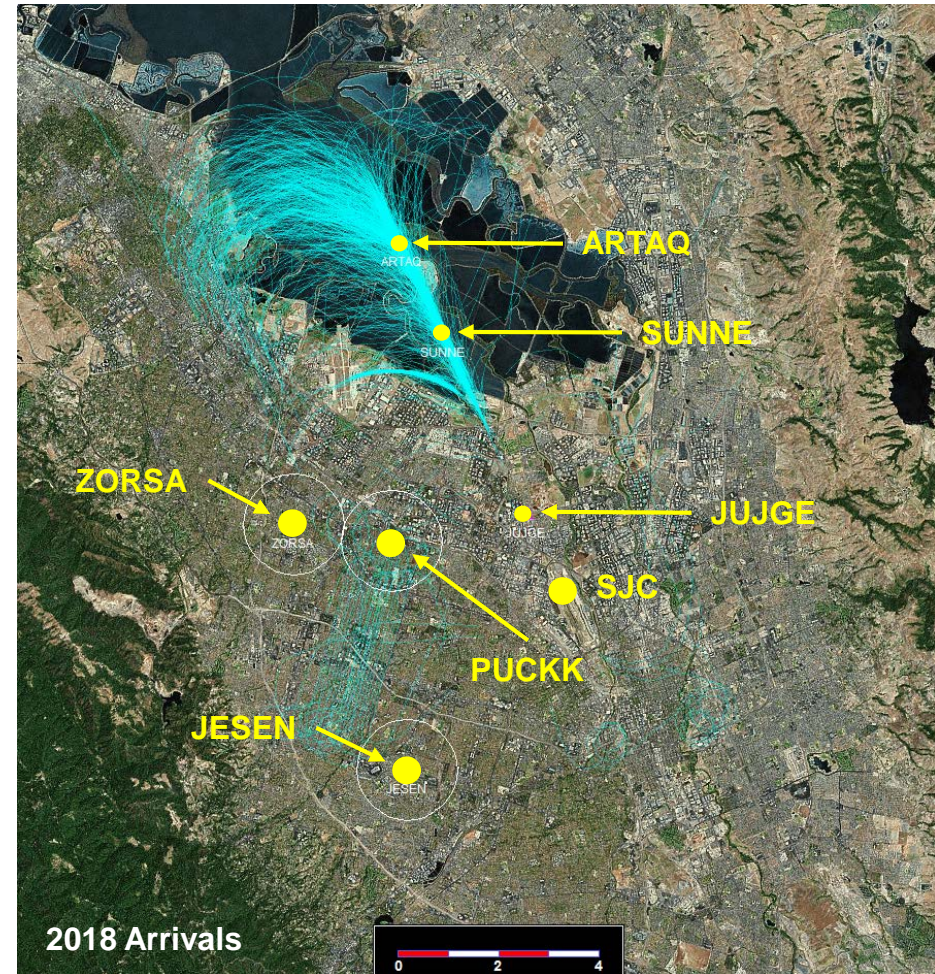 ARTAQ
ARTAQ
SUNNE
SUNNE
ZORSA
ZORSA
JUJGE
JUJGE
SJC
PUCKK
JESEN
JESEN
2018 Arrivals
0 2 4